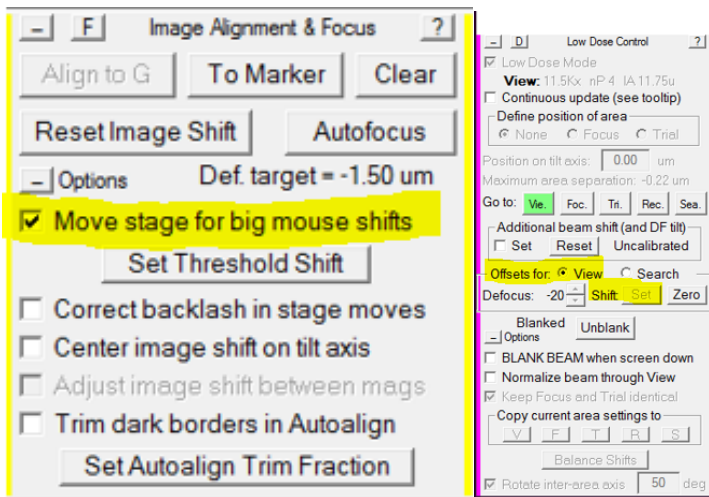 – F Image Alignment & Focus ?
Align to G To Marker Clear
Reset Image Shift Autofocus
– Options Def. target = -1.50 um
Move stage for big mouse shifts
Set Threshold Shift
Correct backlash in stage moves
Center image shift on tilt axis
Adjust image shift between mags
Trim dark borders in Autoalign
Set Autoalign Trim Fraction
– D Low Dose Control ?
Low Dose Mode
View: 11.5Kx nP 4 IA 11.75u
Continuous update (see tooltip)
Define position of area
None Focus Trial
Position on tilt axis: 0.00 um
Maximum area separation: -0.22 um
Go to: Vie. Foc. Tri. Rec. Sea.
Additional beam shift (and DF tilt)
Set Reset Uncalibrated
Offsets for: View Search
Defocus: -20 Shift: Set Zero
Blanked Unblank
– Options
BLANK BEAM when screen down
Normalize beam through View
Keep Focus and Trial identical
Copy current area settings to
V F T R S
Balance Shifts
Rotate inter-area axis 50 deg